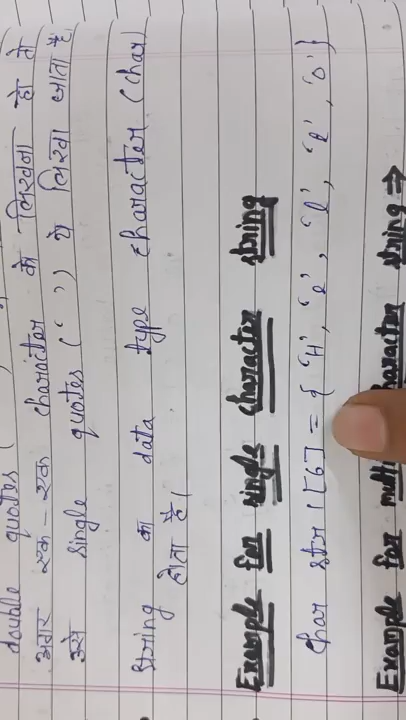 double quotes (
अगर एक-एक character को लिखना हो तो
उसे single quotes (‘ ’) में लिखा जाता है
string का data type character (char)
होता है।
Example for single character string
char str1[6] = { 'H', 'e', 'l', 'l', 'o' }
Example for character string ⇒